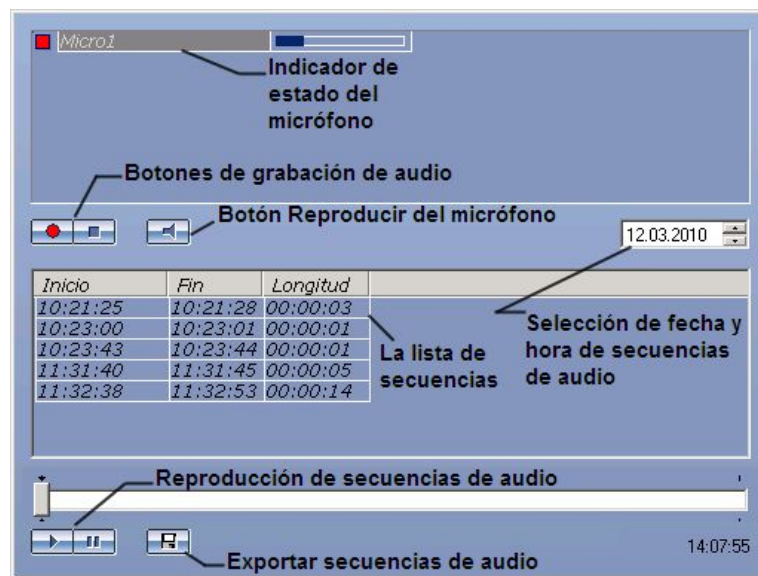 Micro1
Indicador de
estado del
micrófono
Botones de grabación de audio
Botón Reproducir del micrófono
12.03.2010
Inicio Fin Longitud
10:21:25 10:21:28 00:00:03
10:23:00 10:23:01 00:00:01
10:23:43 10:23:44 00:00:01
11:31:40 11:31:45 00:00:05
11:32:38 11:32:53 00:00:14
La lista de
secuencias
Selección de fecha y
hora de secuencias
de audio
Reproducción de secuencias de audio
Exportar secuencias de audio
14:07:55